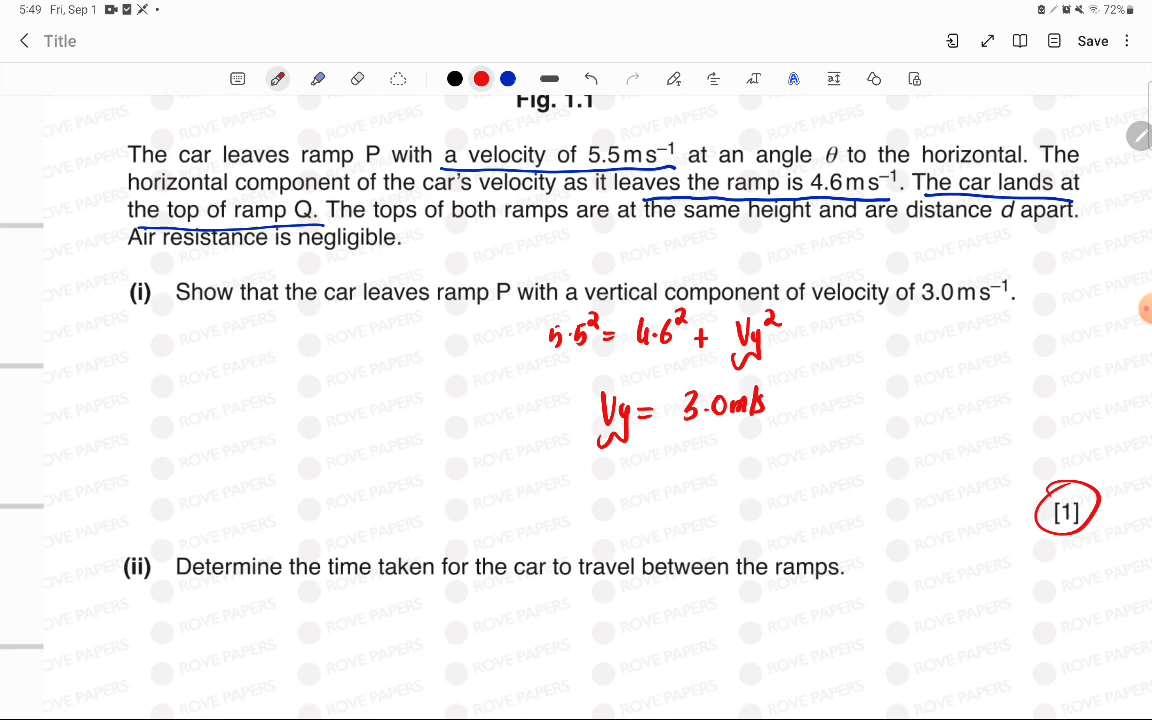 5:49 Fri, Sep 1
72%
Title
Save
Fig. 1.1
The car leaves ramp P with a velocity of 5.5 m s⁻¹ at an angle θ to the horizontal. The
horizontal component of the car's velocity as it leaves the ramp is 4.6 m s⁻¹. The car lands at
the top of ramp Q. The tops of both ramps are at the same height and are distance d apart.
Air resistance is negligible.
(i) Show that the car leaves ramp P with a vertical component of velocity of 3.0 m s⁻¹.
5.5² = 4.6² + Vy²
Vy = 3.0 m/s
[1]
(ii) Determine the time taken for the car to travel between the ramps.
ROVE PAPERS